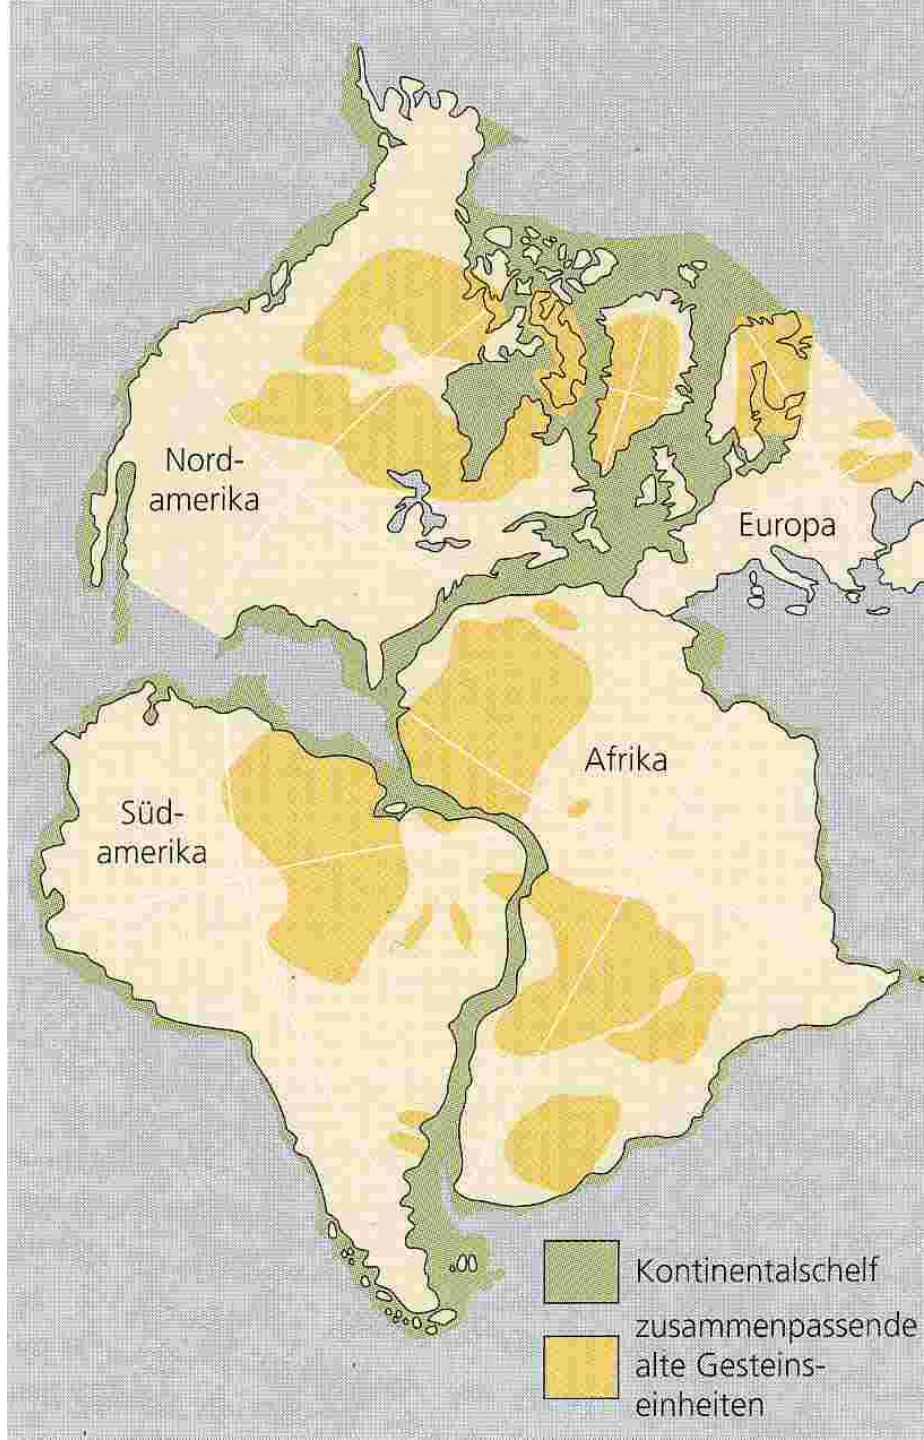 Nord-
amerika
Europa
Afrika
Süd-
amerika
Kontinentalschelf
zusammenpassende
alte Gesteins-
einheiten